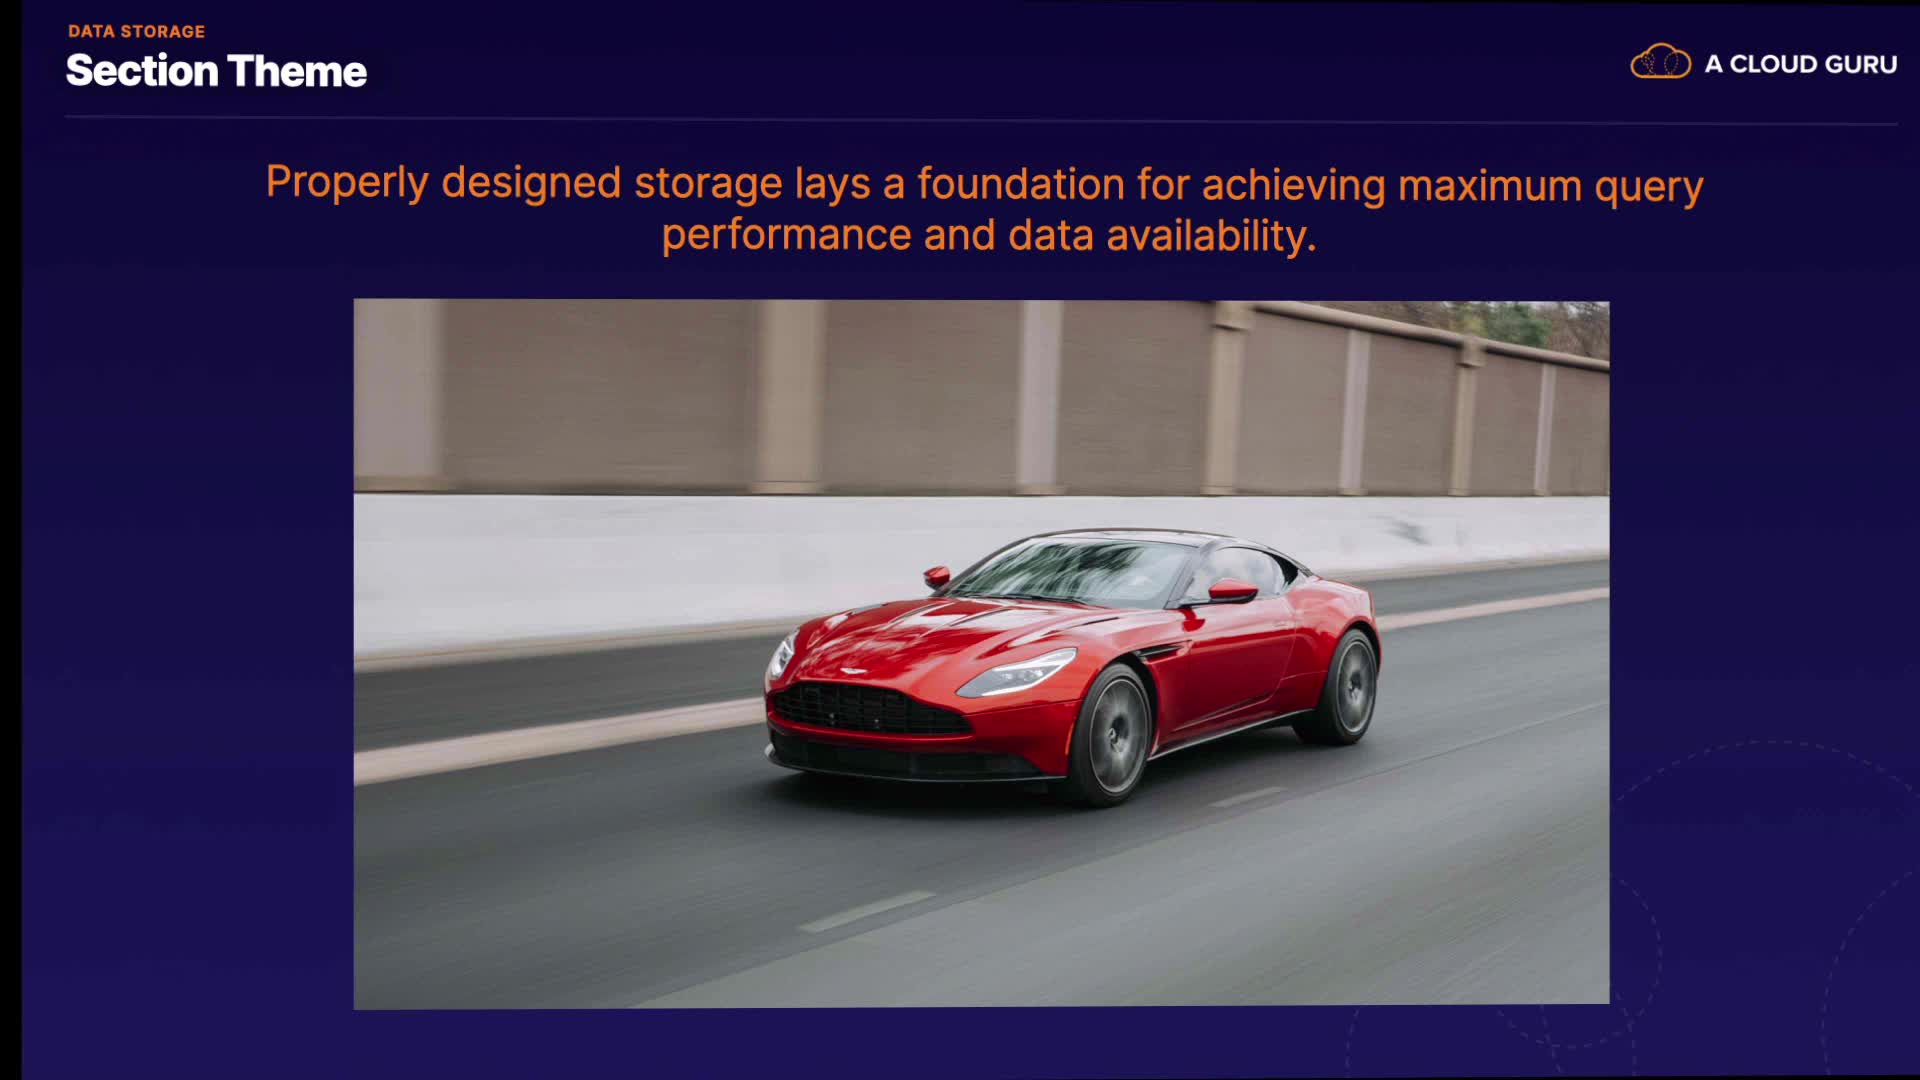 DATA STORAGE
Section Theme
A CLOUD GURU
Properly designed storage lays a foundation for achieving maximum query
performance and data availability.